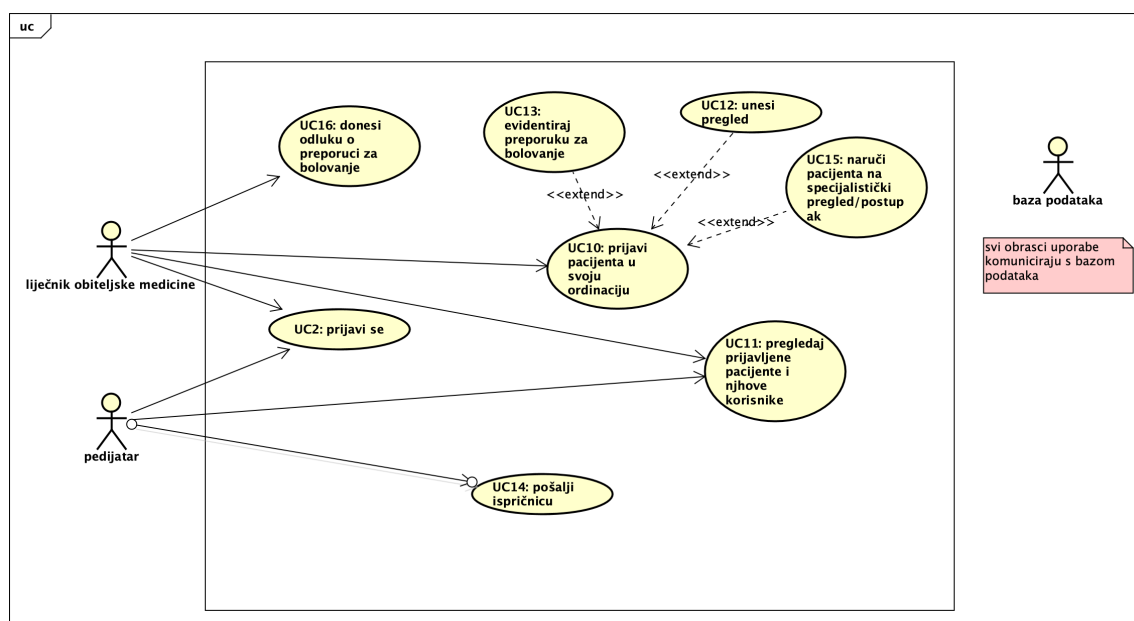 uc
UC16: donesi
odluku o
preporuci za
bolovanje
UC13:
evidentiraj
preporuku za
bolovanje
UC12: unesi
pregled
UC15: naruči
pacijenta na
specijalistički
pregled/postup
ak
<<extend>>
<<extend>>
<<extend>>
baza podataka
svi obrasci uporabe
komuniciraju s bazom
podataka
UC10: prijavi
pacijenta u
svoju
ordinaciju
liječnik obiteljske medicine
UC2: prijavi se
UC11: pregledaj
prijavljene
pacijente i
njhove
korisnike
pedijatar
UC14: pošalji
ispričnicu